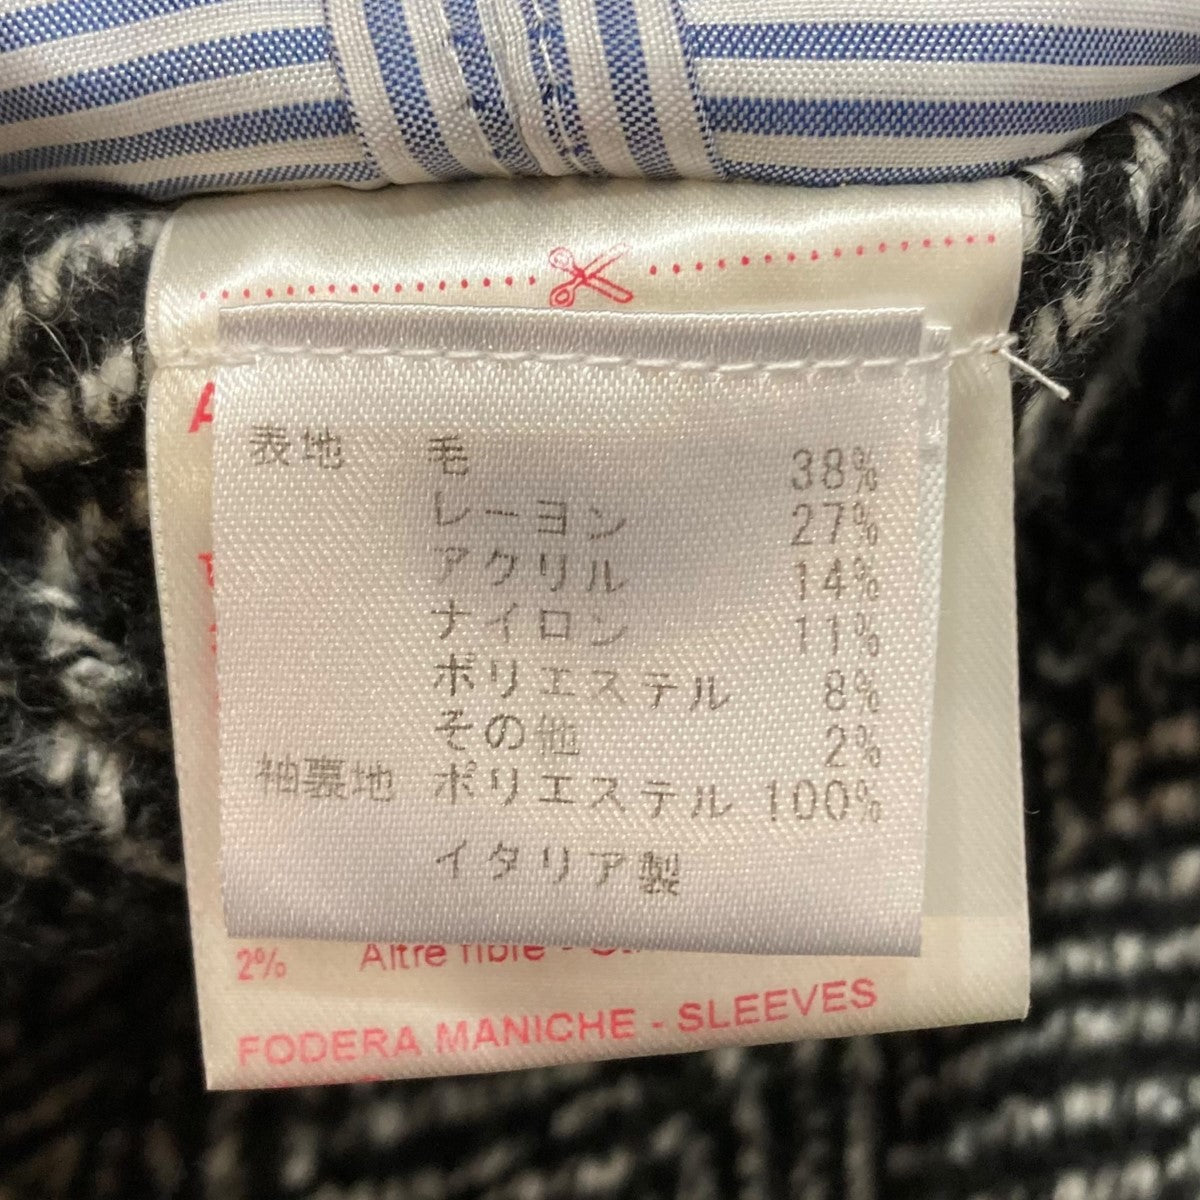 A
表地 毛 38%
レーヨン 27%
アクリル 14%
ナイロン 11%
ポリエステル 8%
その他 2%
袖裏地 ポリエステル 100%
イタリア製
2% Altre fibre -
FODERA MANICHE - SLEEVES